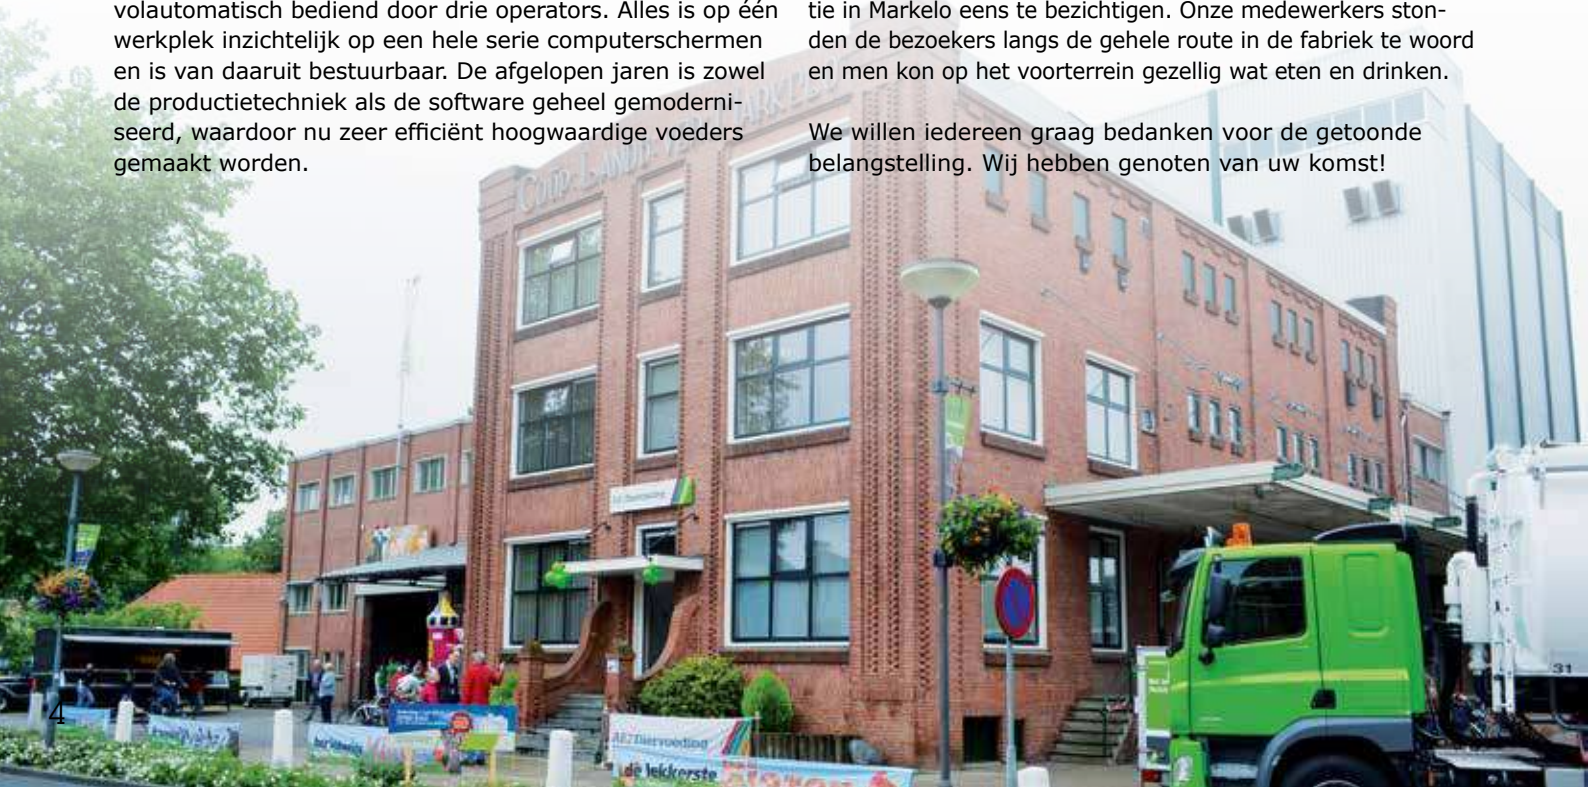 volautomatisch bediend door drie operators. Alles is op één
werkplek inzichtelijk op een hele serie computerschermen
en is van daaruit bestuurbaar. De afgelopen jaren is zowel
de productietechniek als de software geheel gemoderni-
seerd, waardoor nu zeer efficiënt hoogwaardige voeders
gemaakt worden.
tie in Markelo eens te bezichtigen. Onze medewerkers ston-
den de bezoekers langs de gehele route in de fabriek te woord
en men kon op het voorterrein gezellig wat eten en drinken.
We willen iedereen graag bedanken voor de getoonde
belangstelling. Wij hebben genoten van uw komst!
4
31
Diervoeding
de lekkerste